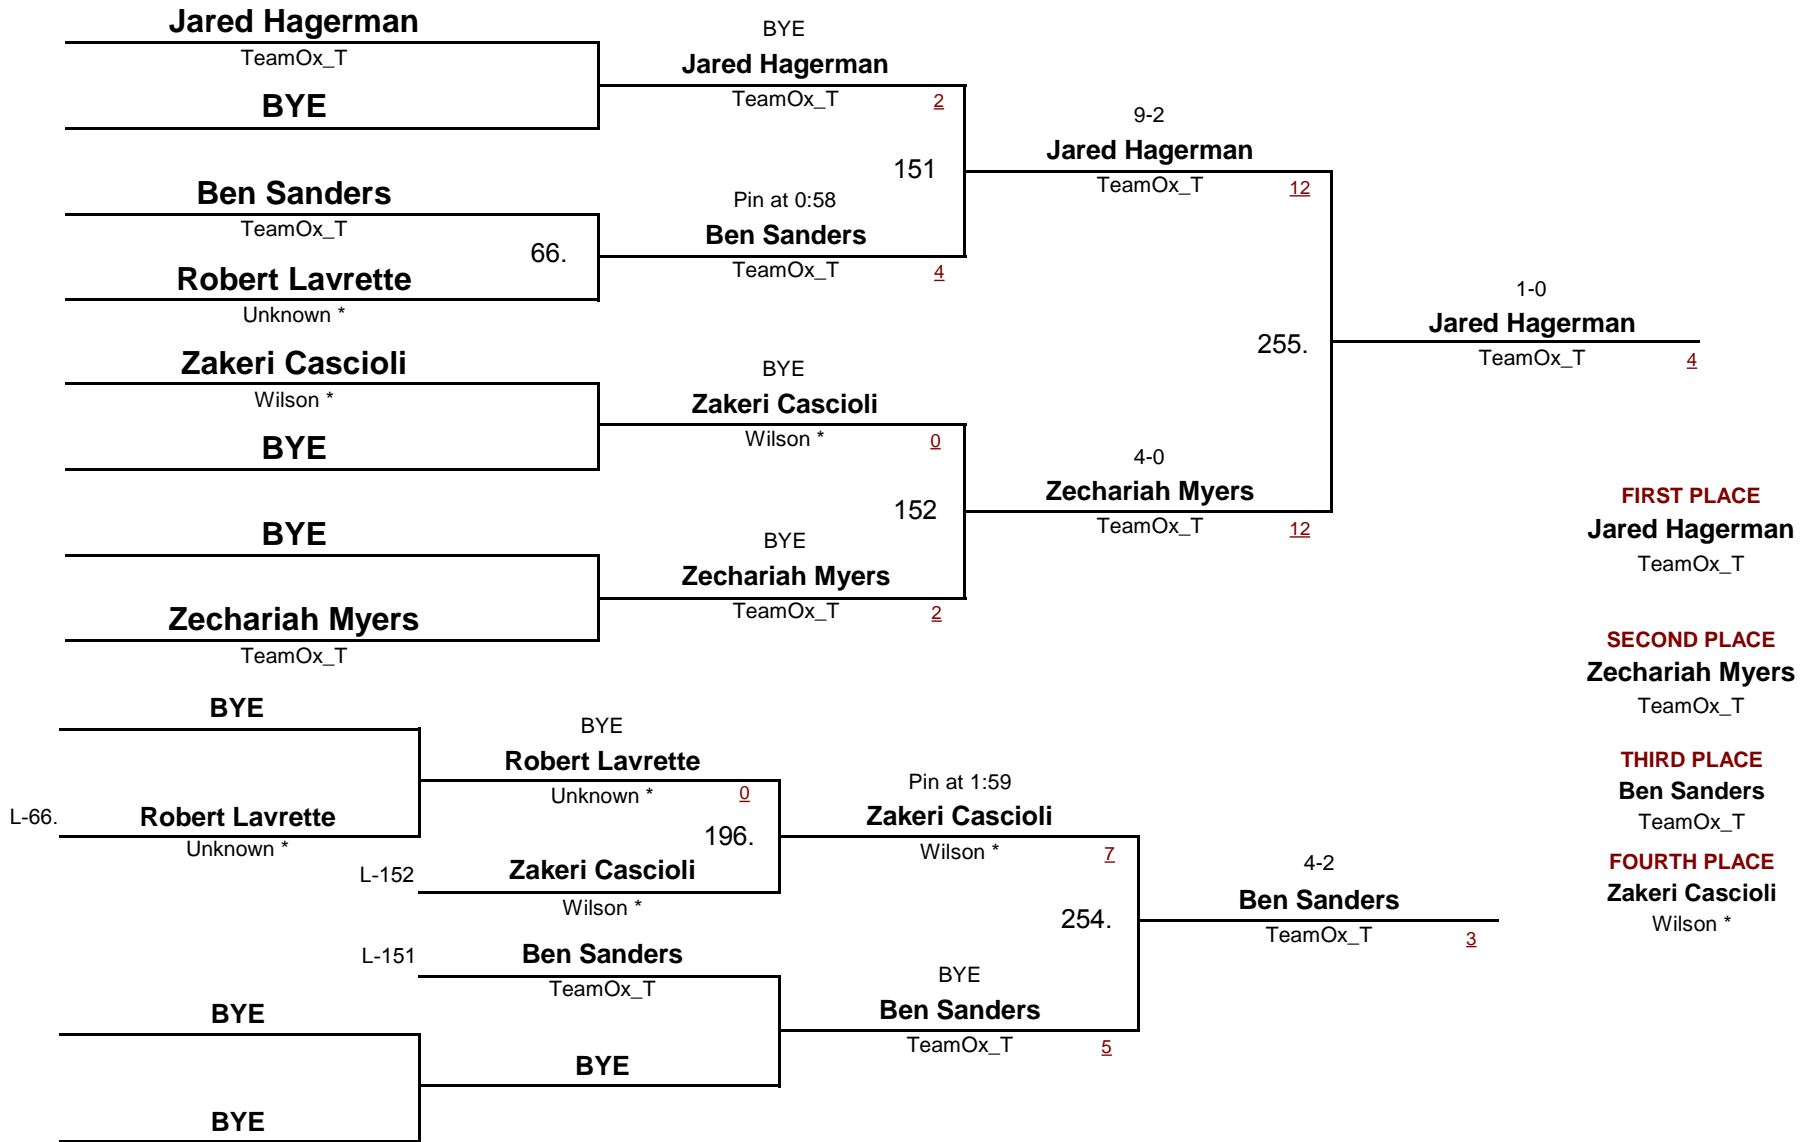 Jared Hagerman
TeamOx_T
BYE
BYE
Jared Hagerman
TeamOx_T 2
Ben Sanders
TeamOx_T
66.
Robert Lavrette
Unknown *
Pin at 0:58
Ben Sanders
TeamOx_T 4
151
9-2
Jared Hagerman
TeamOx_T 12
Zakeri Cascioli
Wilson *
BYE
BYE
Zakeri Cascioli
Wilson * 0
BYE
Zechariah Myers
TeamOx_T
BYE
Zechariah Myers
TeamOx_T 2
152
4-0
Zechariah Myers
TeamOx_T 12
255.
1-0
Jared Hagerman
TeamOx_T 4
FIRST PLACE
Jared Hagerman
TeamOx_T
SECOND PLACE
Zechariah Myers
TeamOx_T
THIRD PLACE
Ben Sanders
TeamOx_T
FOURTH PLACE
Zakeri Cascioli
Wilson *
BYE
L-66. Robert Lavrette
Unknown *
BYE
Robert Lavrette
Unknown * 0
196.
L-152 Zakeri Cascioli
Wilson *
Pin at 1:59
Zakeri Cascioli
Wilson * 7
L-151 Ben Sanders
TeamOx_T
BYE
BYE
BYE
BYE
Ben Sanders
TeamOx_T 5
254.
4-2
Ben Sanders
TeamOx_T 3